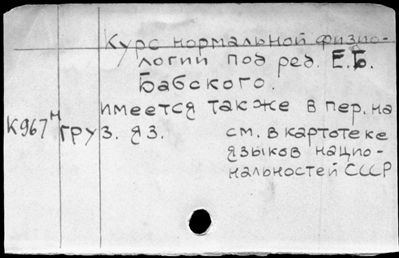 Курс нормальной физио-
логии под ред. Е.Б.
Бабского.
имеется также в пер. на
К967н груз. яз. см. в картотеке
языков нацио-
нальностей СССР